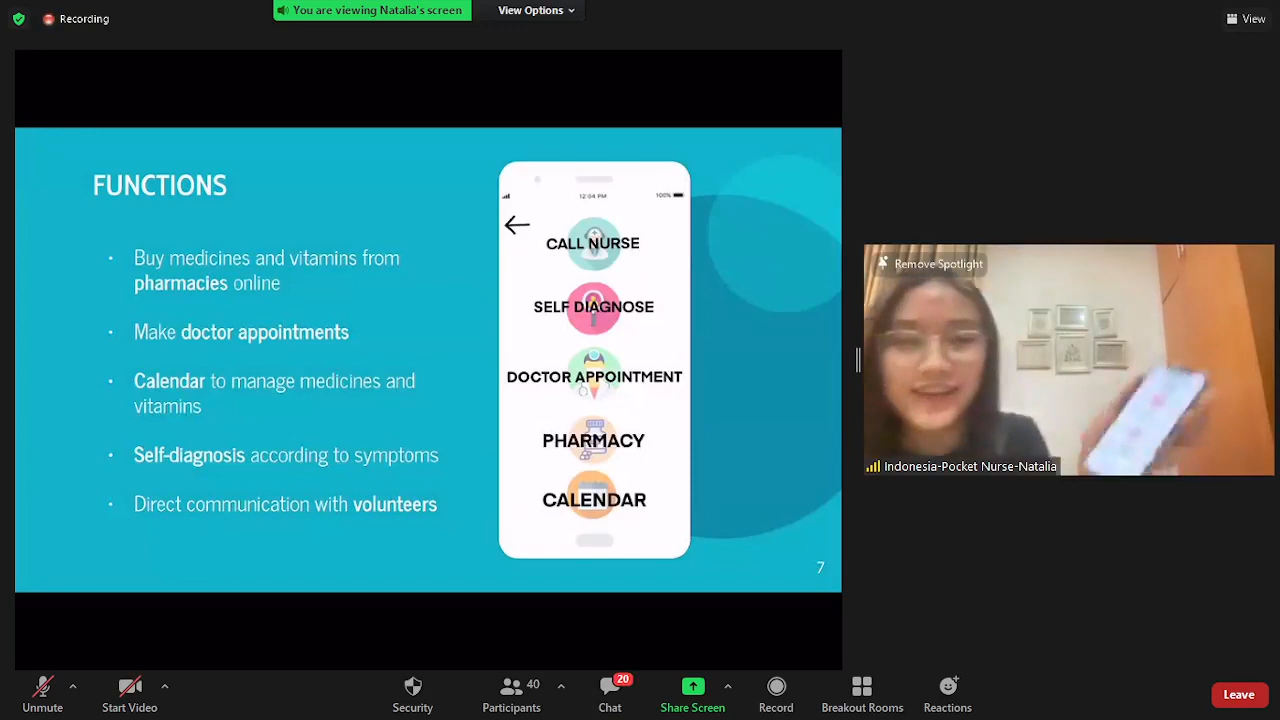 Recording
You are viewing Natalia's screen
View Options
View
FUNCTIONS
· Buy medicines and vitamins from
pharmacies online
· Make doctor appointments
· Calendar to manage medicines and
vitamins
· Self-diagnosis according to symptoms
· Direct communication with volunteers
12:04 PM
100%
CALL NURSE
SELF DIAGNOSE
DOCTOR APPOINTMENT
PHARMACY
CALENDAR
7
Remove Spotlight
Indonesia-Pocket Nurse-Natalia
Unmute
Start Video
Security
40
Participants
20
Chat
Share Screen
Record
Breakout Rooms
Reactions
Leave